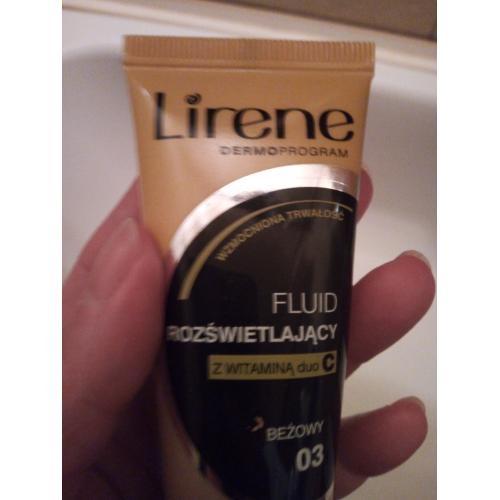 Lirene
DERMOPROGRAM
WZMOCNIONA TRWAŁOŚĆ
FLUID
ROZŚWIETLAJĄCY
Z WITAMINĄ duo C
BEŻOWY
03